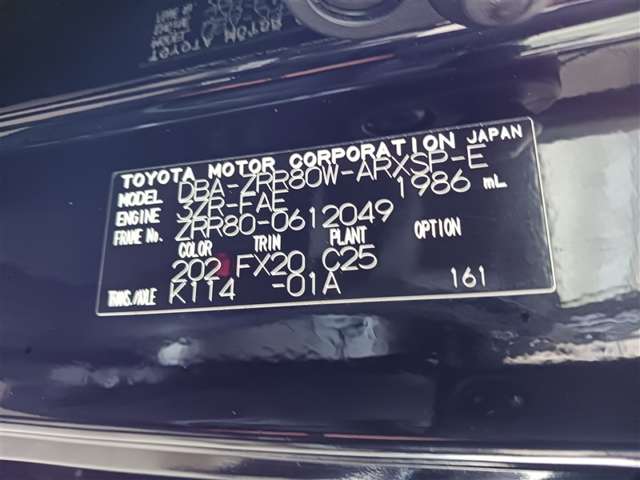 TOYOTA MOTOR CORPORATION JAPAN
MODEL DBA-ZRR80W-ARXSP-E
ENGINE 3ZR-FAE 1986 mL
FRAME No. ZRR80-0612049
COLOR TRIM PLANT OPTION
202 FX20 C25
TRANS./AXLE K114 -01A 161